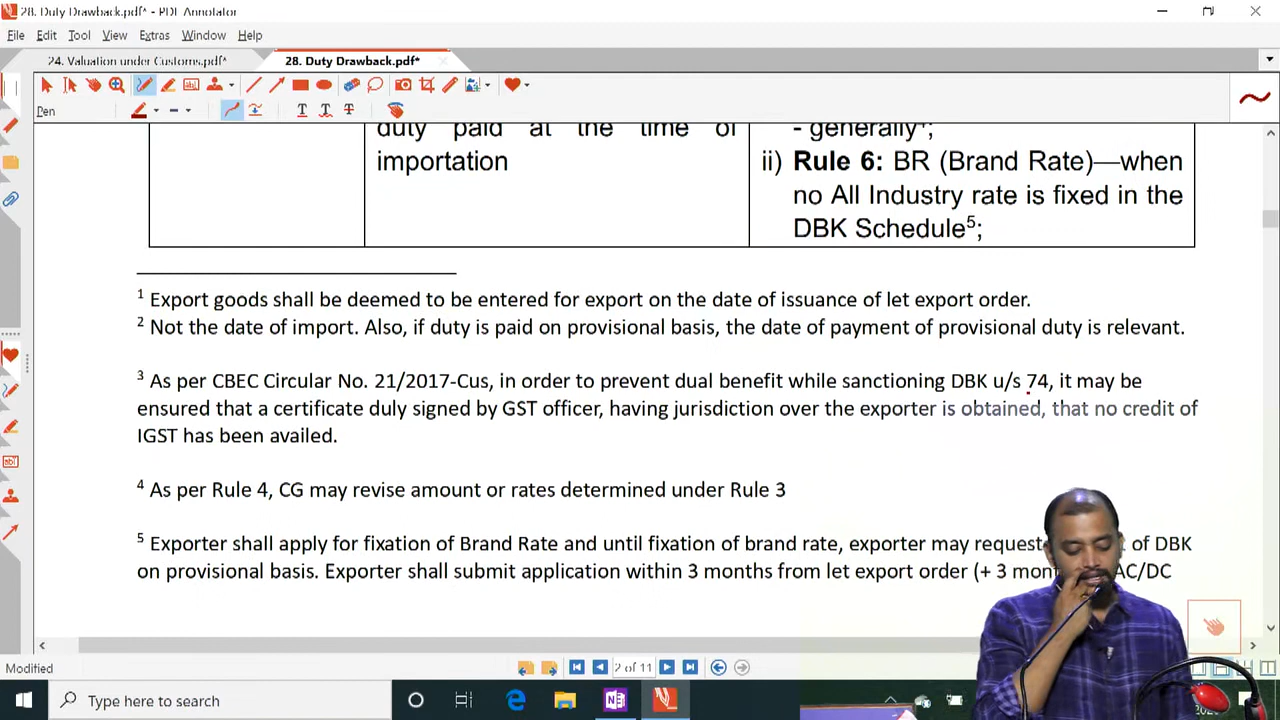 28. Duty Drawback.pdf* - PDF Annotator
File Edit Tool View Extras Window Help
24. Valuation under Customs.pdf* 28. Duty Drawback.pdf*
Pen
duty paid at the time of
importation
- generally⁴;
ii) Rule 6: BR (Brand Rate)—when
no All Industry rate is fixed in the
DBK Schedule⁵;
¹ Export goods shall be deemed to be entered for export on the date of issuance of let export order.
² Not the date of import. Also, if duty is paid on provisional basis, the date of payment of provisional duty is relevant.
³ As per CBEC Circular No. 21/2017-Cus, in order to prevent dual benefit while sanctioning DBK u/s 74, it may be
ensured that a certificate duly signed by GST officer, having jurisdiction over the exporter is obtained, that no credit of
IGST has been availed.
⁴ As per Rule 4, CG may revise amount or rates determined under Rule 3
⁵ Exporter shall apply for fixation of Brand Rate and until fixation of brand rate, exporter may request of DBK
on provisional basis. Exporter shall submit application within 3 months from let export order (+ 3 AC/DC
Modified
2 of 11
Type here to search